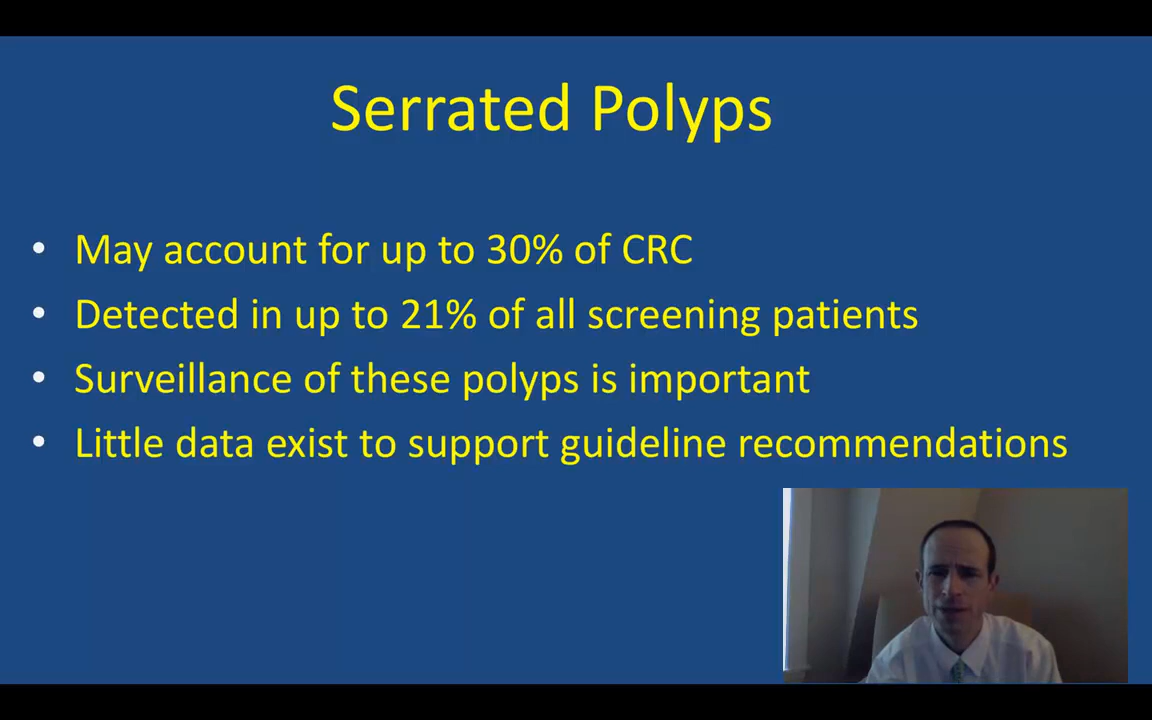 Serrated Polyps
• May account for up to 30% of CRC
• Detected in up to 21% of all screening patients
• Surveillance of these polyps is important
• Little data exist to support guideline recommendations